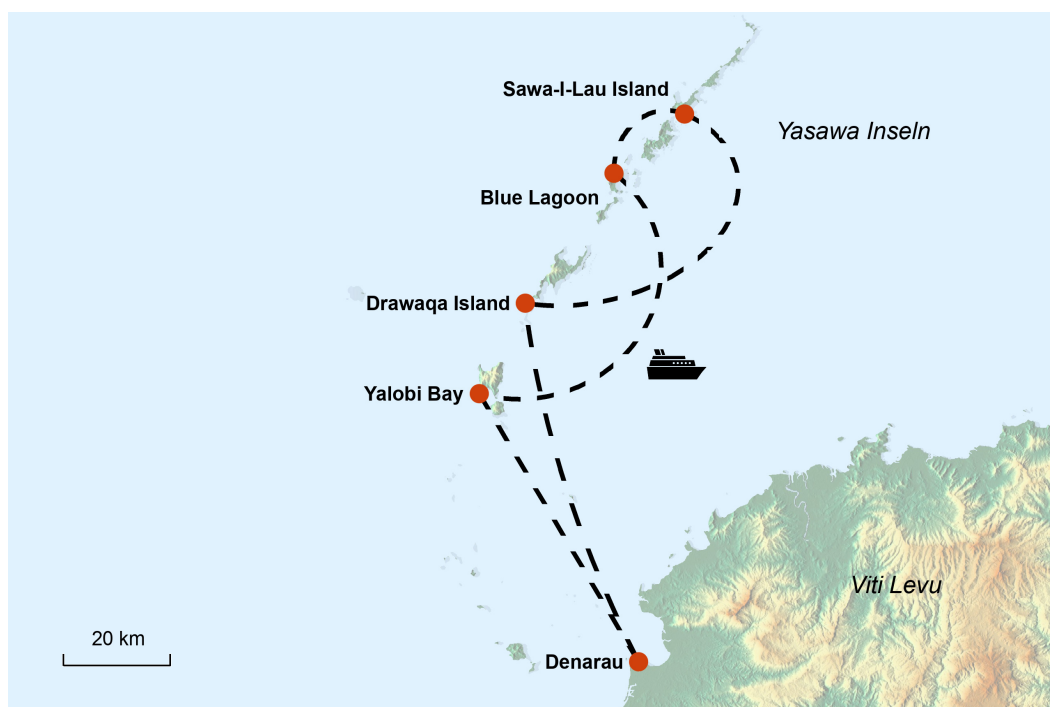 Sawa-I-Lau Island
Yasawa Inseln
Blue Lagoon
Drawaqa Island
Yalobi Bay
Viti Levu
20 km
Denarau